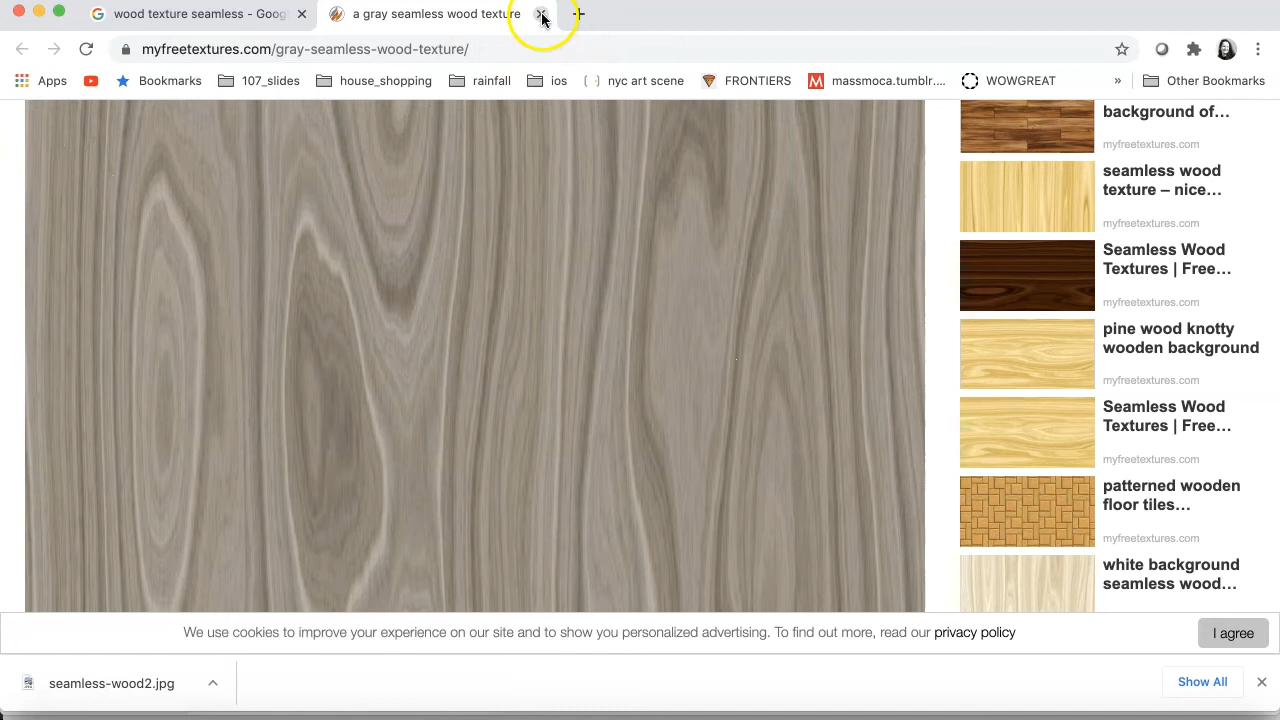 wood texture seamless - Goog
a gray seamless wood texture
myfreetextures.com/gray-seamless-wood-texture/
Apps Bookmarks 107_slides house_shopping rainfall ios nyc art scene FRONTIERS massmoca.tumblr.... WOWGREAT » Other Bookmarks
background of...
myfreetextures.com
seamless wood
texture – nice...
myfreetextures.com
Seamless Wood
Textures | Free...
myfreetextures.com
pine wood knotty
wooden background
myfreetextures.com
Seamless Wood
Textures | Free...
myfreetextures.com
patterned wooden
floor tiles...
myfreetextures.com
white background
seamless wood...
We use cookies to improve your experience on our site and to show you personalized advertising. To find out more, read our privacy policy
I agree
seamless-wood2.jpg
Show All